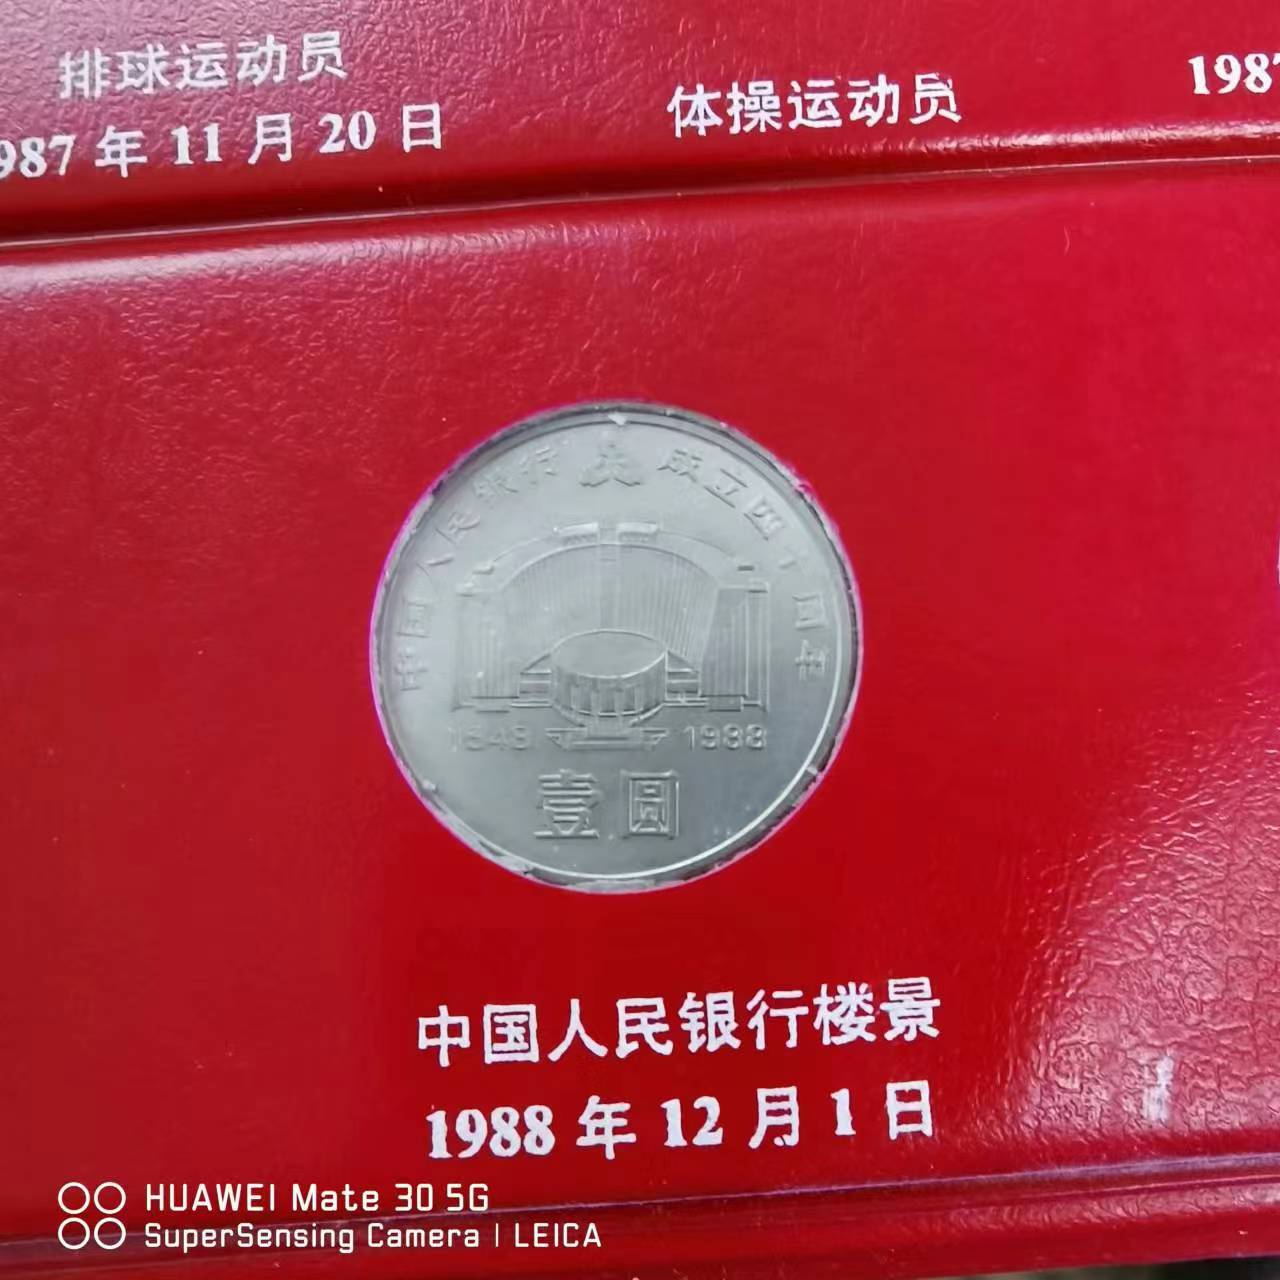 排球运动员
987年11月20日
体操运动员
198
中国人民银行 成立四十周年
1948 1988
壹圆
中国人民银行楼景
1988年12月1日
HUAWEI Mate 30 5G
SuperSensing Camera | LEICA